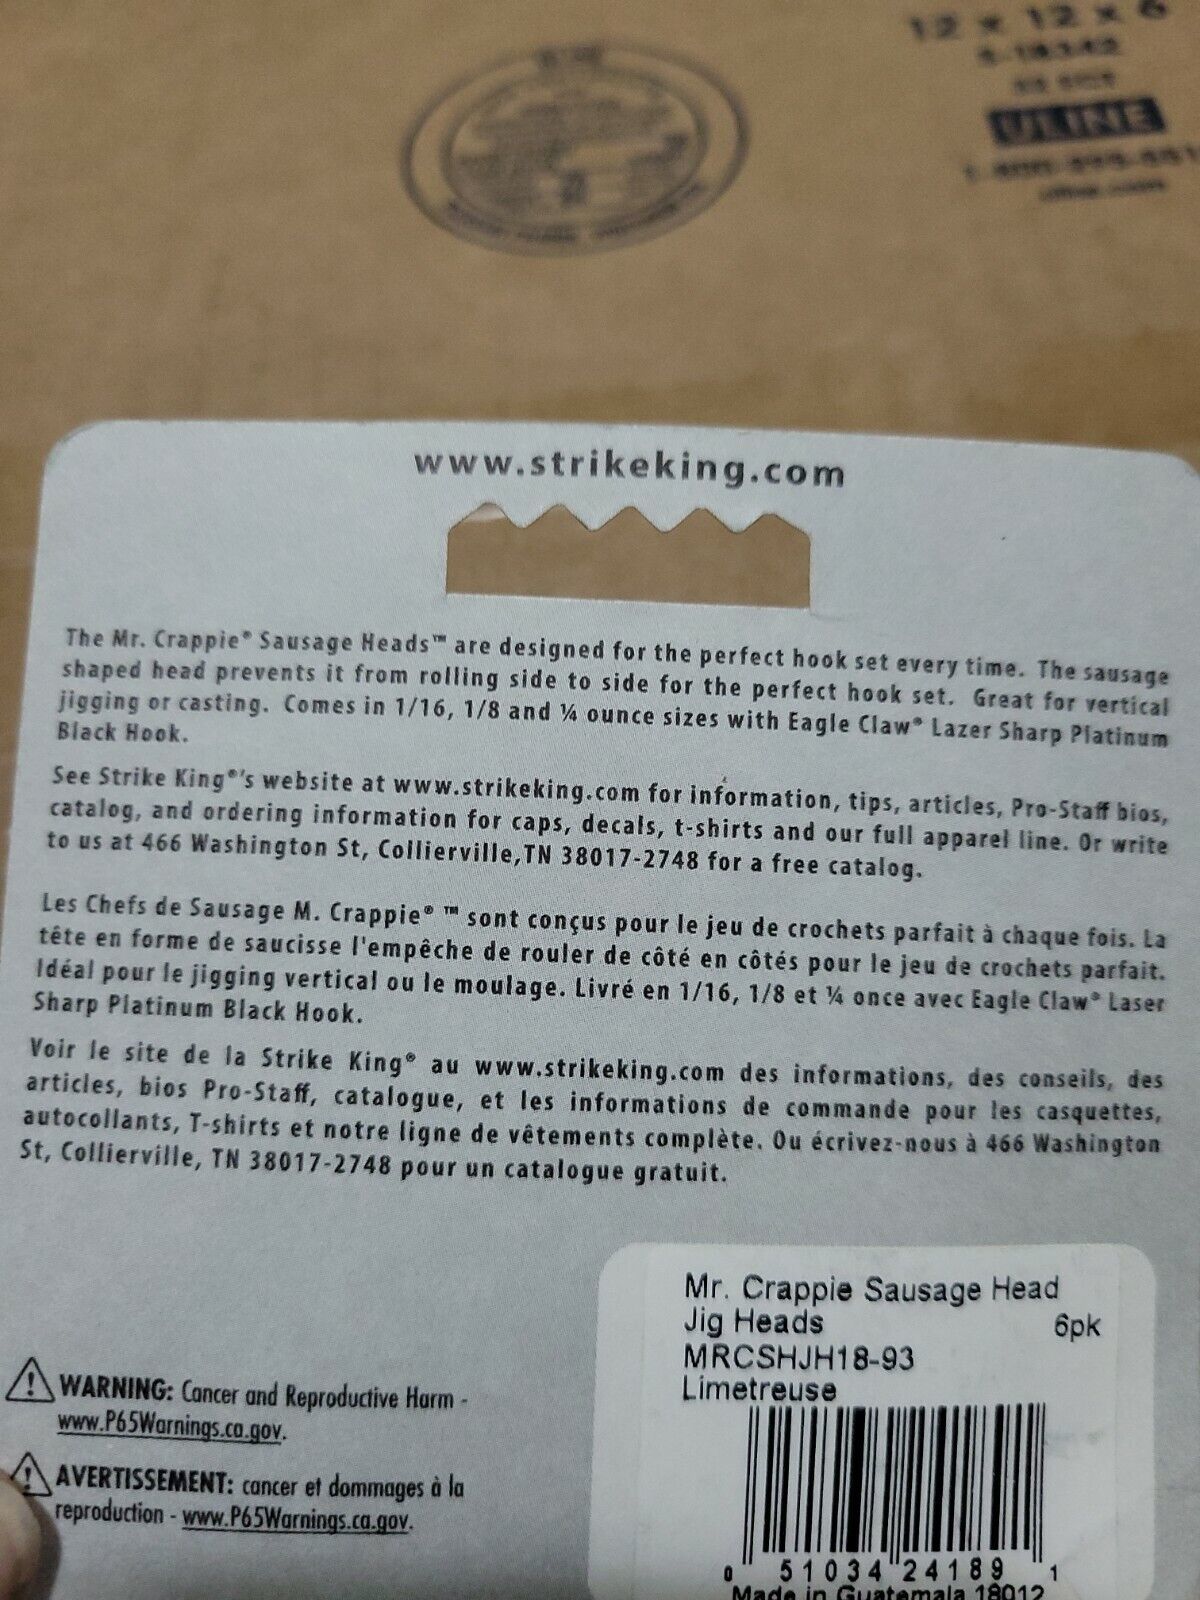 12 x 12 x 6
ULINE
www.strikeking.com
The Mr. Crappie® Sausage Heads™ are designed for the perfect hook set every time. The sausage
shaped head prevents it from rolling side to side for the perfect hook set. Great for vertical
jigging or casting. Comes in 1/16, 1/8 and ¼ ounce sizes with Eagle Claw® Lazer Sharp Platinum
Black Hook.
See Strike King®'s website at www.strikeking.com for information, tips, articles, Pro-Staff bios,
catalog, and ordering information for caps, decals, t-shirts and our full apparel line. Or write
to us at 466 Washington St, Collierville,TN 38017-2748 for a free catalog.
Les Chefs de Sausage M. Crappie® ™ sont conçus pour le jeu de crochets parfait à chaque fois. La
tête en forme de saucisse l'empêche de rouler de côté en côtés pour le jeu de crochets parfait.
Idéal pour le jigging vertical ou le moulage. Livré en 1/16, 1/8 et ¼ once avec Eagle Claw® Laser
Sharp Platinum Black Hook.
Voir le site de la Strike King® au www.strikeking.com des informations, des conseils, des
articles, bios Pro-Staff, catalogue, et les informations de commande pour les casquettes,
autocollants, T-shirts et notre ligne de vêtements complète. Ou écrivez-nous à 466 Washington
St, Collierville, TN 38017-2748 pour un catalogue gratuit.
Mr. Crappie Sausage Head
Jig Heads 6pk
MRCSHJH18-93
Limetreuse
0 51034 24189 1
Made in Guatemala 18012
WARNING: Cancer and Reproductive Harm -
www.P65Warnings.ca.gov.
AVERTISSEMENT: cancer et dommages à la
reproduction - www.P65Warnings.ca.gov.